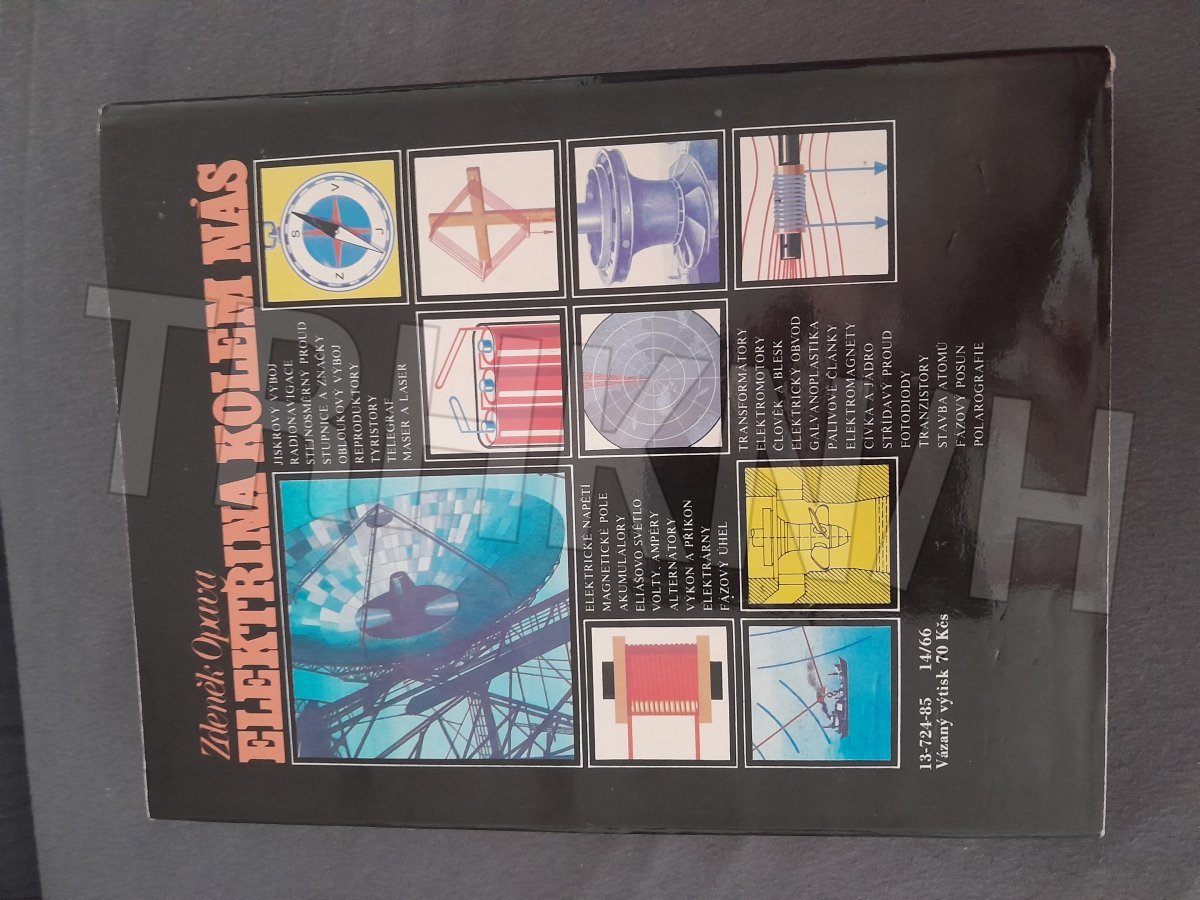 Zdeněk Opava
ELEKTŘINA KOLEM NÁS
JISKROVÝ VÝBOJ
RADIONAVIGACE
STEJNOSMĚRNÝ PROUD
STUPNICE A ZNAČKY
OBLOUKOVÝ VÝBOJ
REPRODUKTORY
TYRISTORY
TELEGRAF
MASER A LASER
S
V
J
Z
ELEKTRICKÉ NAPĚTÍ
MAGNETICKÉ POLE
AKUMULÁTORY
ELIÁŠOVO SVĚTLO
VOLTY, AMPÉRY
ALTERNÁTORY
VÝKON A PŘÍKON
ELEKTRÁRNY
FÁZOVÝ ÚHEL
TRANSFORMÁTORY
ELEKTROMOTORY
ČLOVĚK A BLESK
ELEKTRICKÝ OBVOD
GALVANOPLASTIKA
PALIVOVÉ ČLÁNKY
ELEKTROMAGNETY
CÍVKA A JÁDRO
STŘÍDAVÝ PROUD
FOTODIODY
TRANZISTORY
STAVBA ATOMŮ
FÁZOVÝ POSUN
POLAROGRAFIE
13-724-85 14/66
Vázaný výtisk 70 Kčs